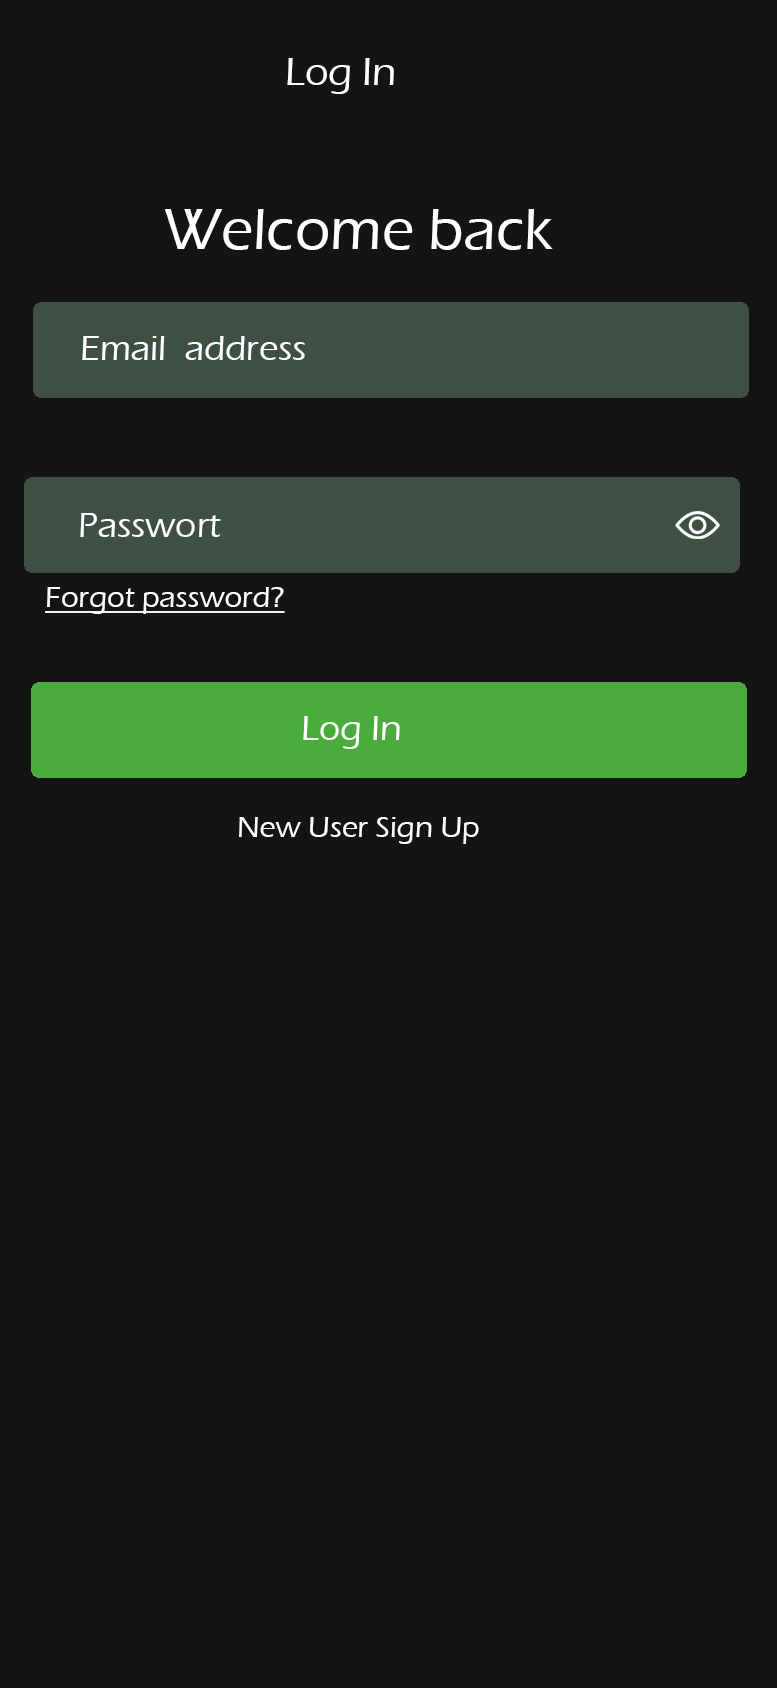 Log In
Welcome back
Email  address
Passwort
Forgot password?
Log In
New User Sign Up